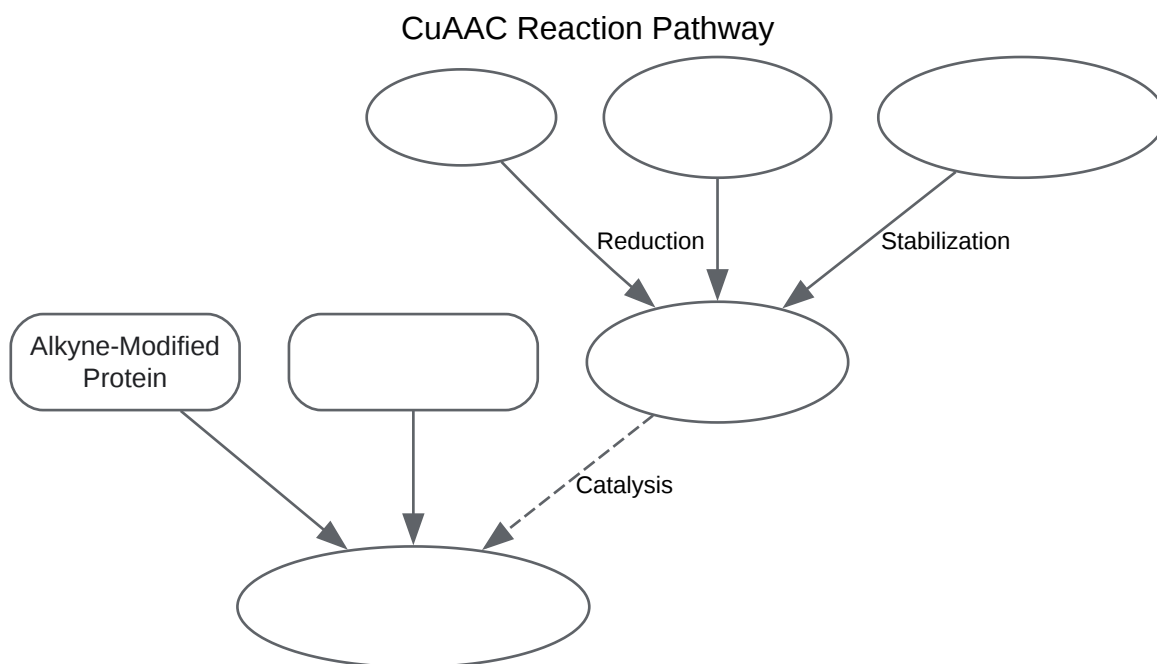 CuAAC Reaction Pathway
Reduction
Stabilization
Alkyne-Modified
Protein
Catalysis